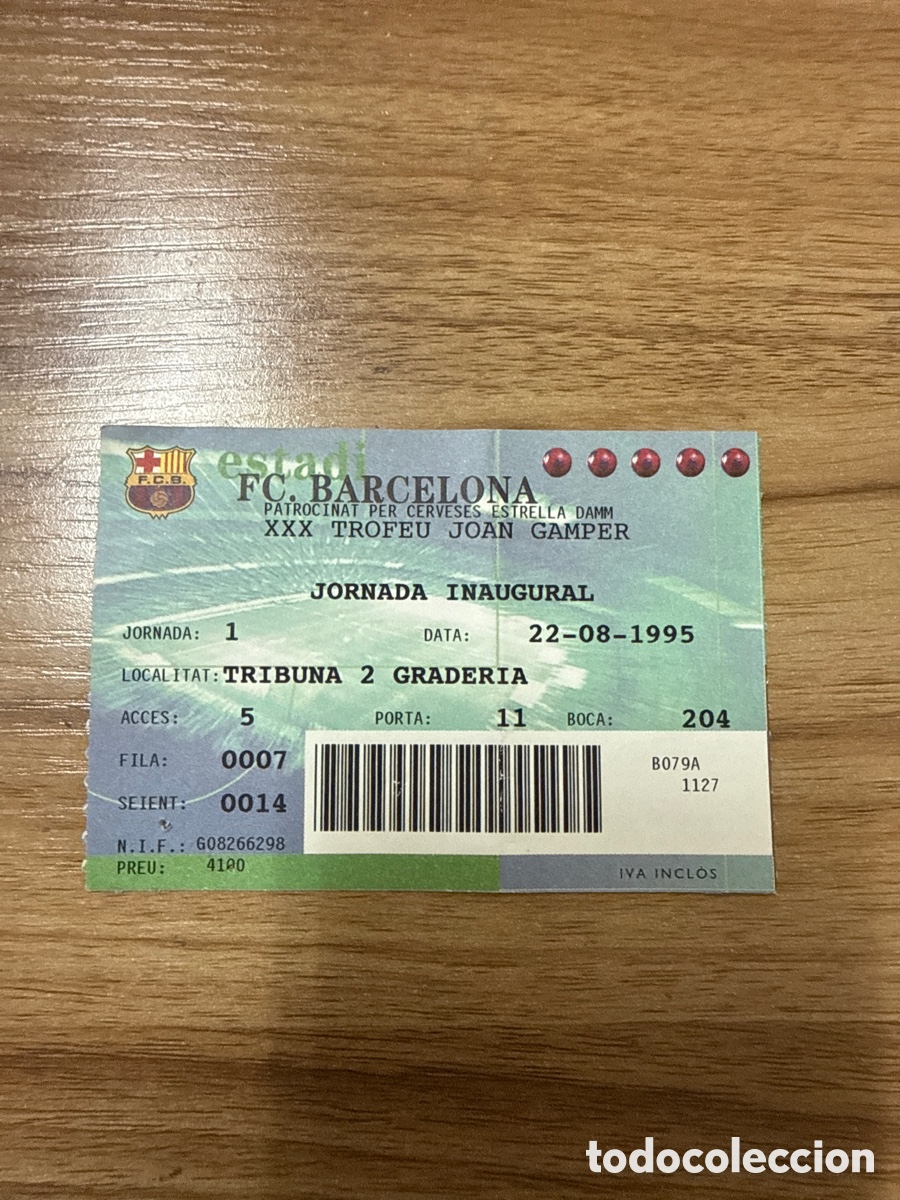 F.C.B.
estadi
FC. BARCELONA
PATROCINAT PER CERVESES ESTRELLA DAMM
XXX TROFEU JOAN GAMPER
JORNADA INAUGURAL
JORNADA: 1 DATA: 22-08-1995
LOCALITAT: TRIBUNA 2 GRADERIA
ACCES: 5 PORTA: 11 BOCA: 204
FILA: 0007 B079A
1127
SEIENT: 0014
N.I.F.: G08266298
PREU: 4100 IVA INCLÒS
todocoleccion